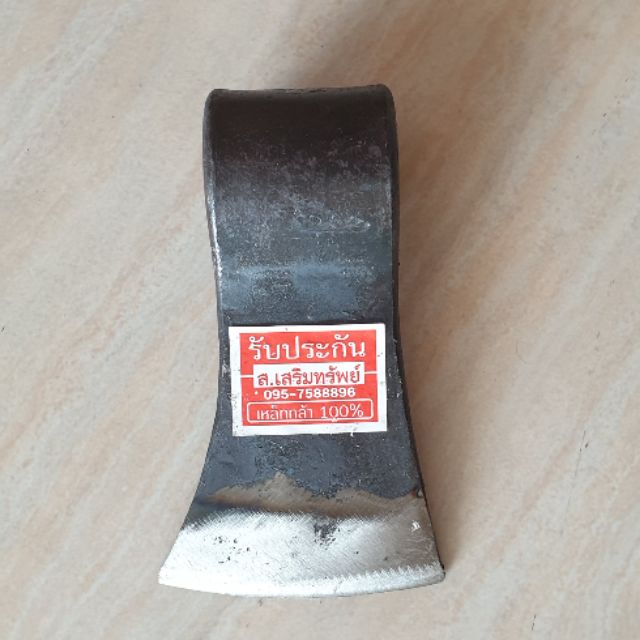 รับประกัน
ส.เสริมทรัพย์
095-7588896
เหล็กกล้า 100%